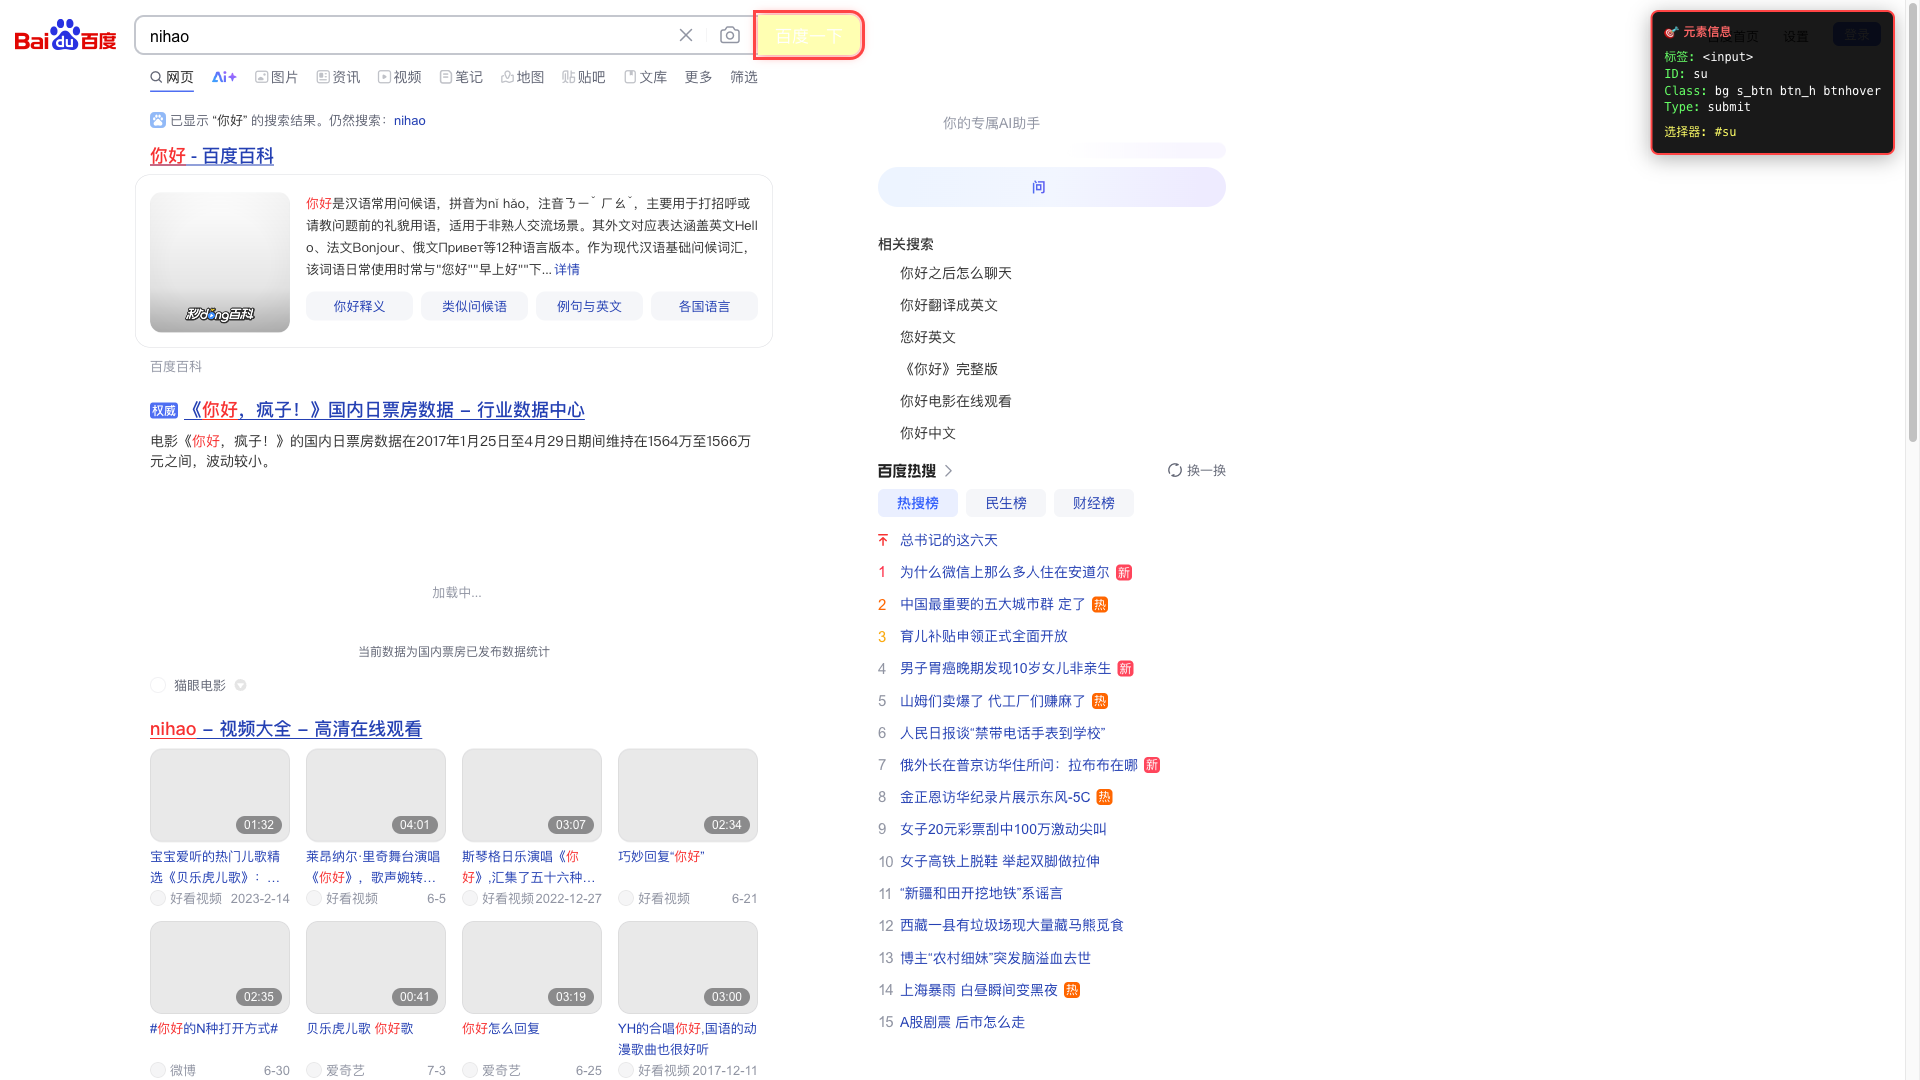 Bai du 百度
nihao
百度一下
网页 Ai+ 图片 资讯 视频 笔记 地图 贴吧 文库 更多 筛选
已显示 “你好” 的搜索结果。仍然搜索：nihao
你好 - 百度百科
你好是汉语常用问候语，拼音为nǐ hǎo，注音ㄋㄧˇ ㄏㄠˇ，主要用于打招呼或
请教问题前的礼貌用语，适用于非熟人交流场景。其外文对应表达涵盖英文Hell
o、法文Bonjour、俄文Привет等12种语言版本。作为现代汉语基础问候词汇，
该词语日常使用时常与"您好""早上好""下... 详情
秒dǒng百科
你好释义 类似问候语 例句与英文 各国语言
百度百科
权威 《你好，疯子！》国内日票房数据 – 行业数据中心
电影《你好，疯子！》的国内日票房数据在2017年1月25日至4月29日期间维持在1564万至1566万
元之间，波动较小。
加载中...
当前数据为国内票房已发布数据统计
猫眼电影
nihao – 视频大全 – 高清在线观看
01:32 04:01 03:07 02:34
宝宝爱听的热门儿歌精 莱昂纳尔·里奇舞台演唱 斯琴格日乐演唱《你 巧妙回复“你好”
选《贝乐虎儿歌》：... 《你好》，歌声婉转... 好》,汇集了五十六种...
好看视频 2023-2-14 好看视频 6-5 好看视频 2022-12-27 好看视频 6-21
02:35 00:41 03:19 03:00
#你好的N种打开方式# 贝乐虎儿歌 你好歌 你好怎么回复 YH的合唱你好,国语的动
漫歌曲也很好听
微博 6-30 爱奇艺 7-3 爱奇艺 6-25 好看视频 2017-12-11
你的专属AI助手
问
相关搜索
你好之后怎么聊天
你好翻译成英文
您好英文
《你好》完整版
你好电影在线观看
你好中文
百度热搜 换一换
热搜榜 民生榜 财经榜
总书记的这六天
1 为什么微信上那么多人住在安道尔 新
2 中国最重要的五大城市群 定了 热
3 育儿补贴申领正式全面开放
4 男子胃癌晚期发现10岁女儿非亲生 新
5 山姆们卖爆了 代工厂们赚麻了 热
6 人民日报谈“禁带电话手表到学校”
7 俄外长在普京访华住所问：拉布布在哪 新
8 金正恩访华纪录片展示东风-5C 热
9 女子20元彩票刮中100万激动尖叫
10 女子高铁上脱鞋 举起双脚做拉伸
11 “新疆和田开挖地铁”系谣言
12 西藏一县有垃圾场现大量藏马熊觅食
13 博主“农村细妹”突发脑溢血去世
14 上海暴雨 白昼瞬间变黑夜 热
15 A股剧震 后市怎么走
元素信息
首页 设置 登录
标签: <input>
ID: su
Class: bg s_btn btn_h btnhover
Type: submit
选择器: #su